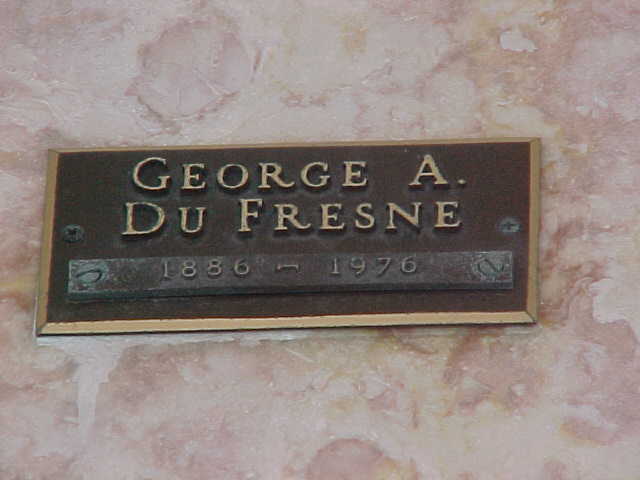 GEORGE A.
DU FRESNE
1886 - 1976